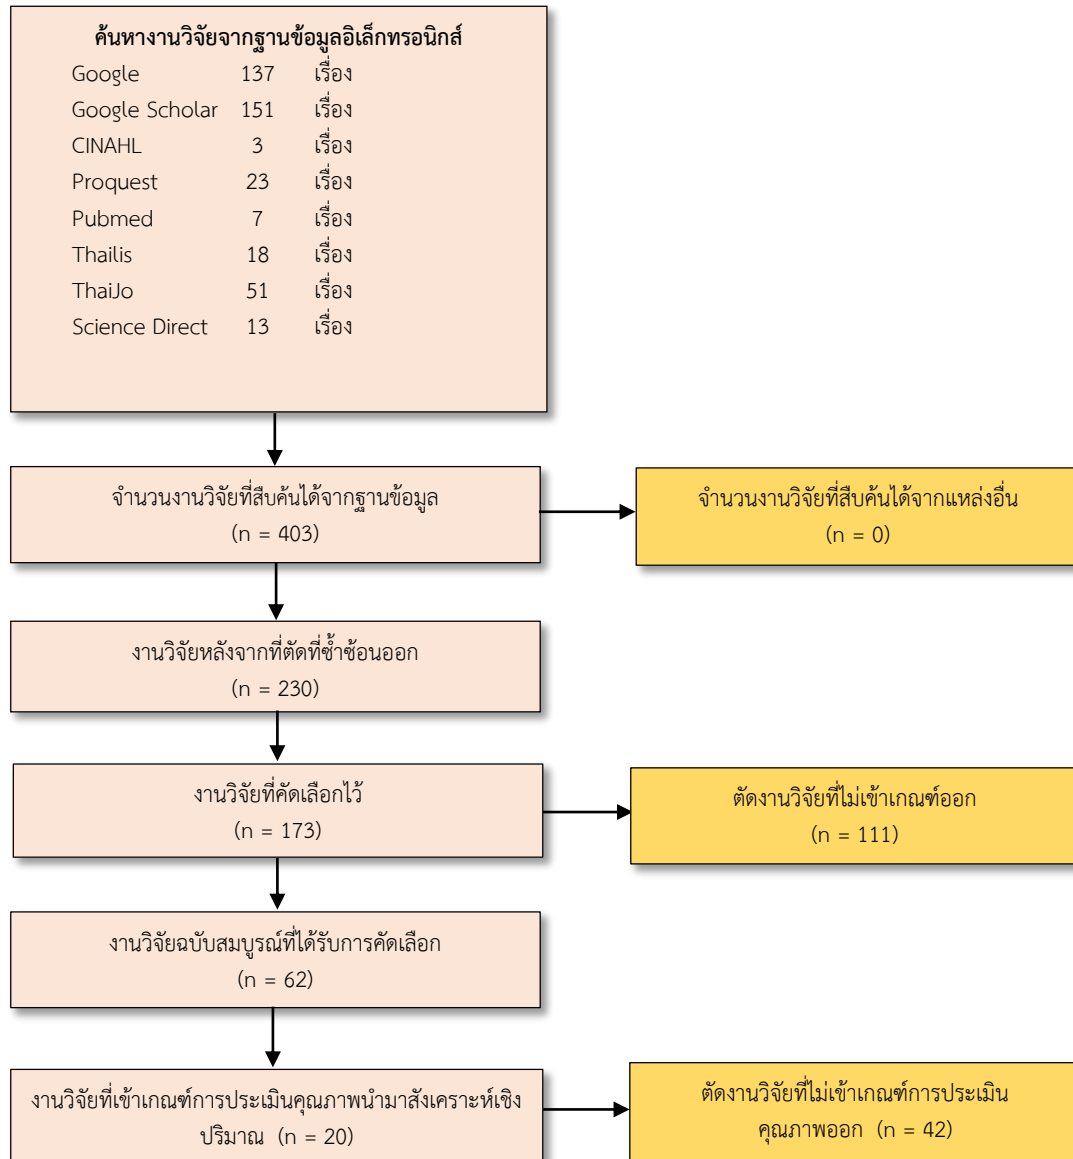 ค้นหางานวิจัยจากฐานข้อมูลอิเล็กทรอนิกส์
Google 137 เรื่อง
Google Scholar 151 เรื่อง
CINAHL 3 เรื่อง
Proquest 23 เรื่อง
Pubmed 7 เรื่อง
Thailis 18 เรื่อง
ThaiJo 51 เรื่อง
Science Direct 13 เรื่อง
จำนวนงานวิจัยที่สืบค้นได้จากฐานข้อมูล
(n = 403)
จำนวนงานวิจัยที่สืบค้นได้จากแหล่งอื่น
(n = 0)
งานวิจัยหลังจากที่ตัดที่ซ้ำซ้อนออก
(n = 230)
งานวิจัยที่คัดเลือกไว้
(n = 173)
ตัดงานวิจัยที่ไม่เข้าเกณฑ์ออก
(n = 111)
งานวิจัยฉบับสมบูรณ์ที่ได้รับการคัดเลือก
(n = 62)
งานวิจัยที่เข้าเกณฑ์การประเมินคุณภาพนำมาสังเคราะห์เชิง
ปริมาณ (n = 20)
ตัดงานวิจัยที่ไม่เข้าเกณฑ์การประเมิน
คุณภาพออก (n = 42)